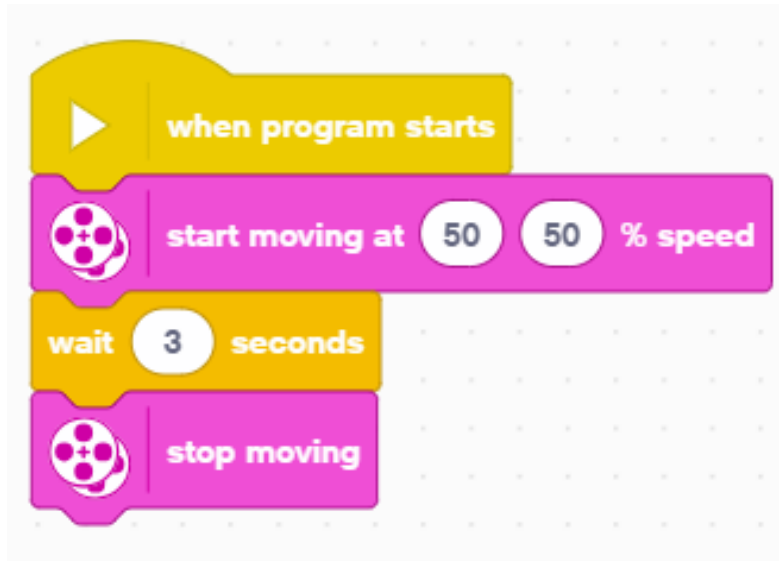 when program starts
start moving at 50 50 % speed
wait 3 seconds
stop moving